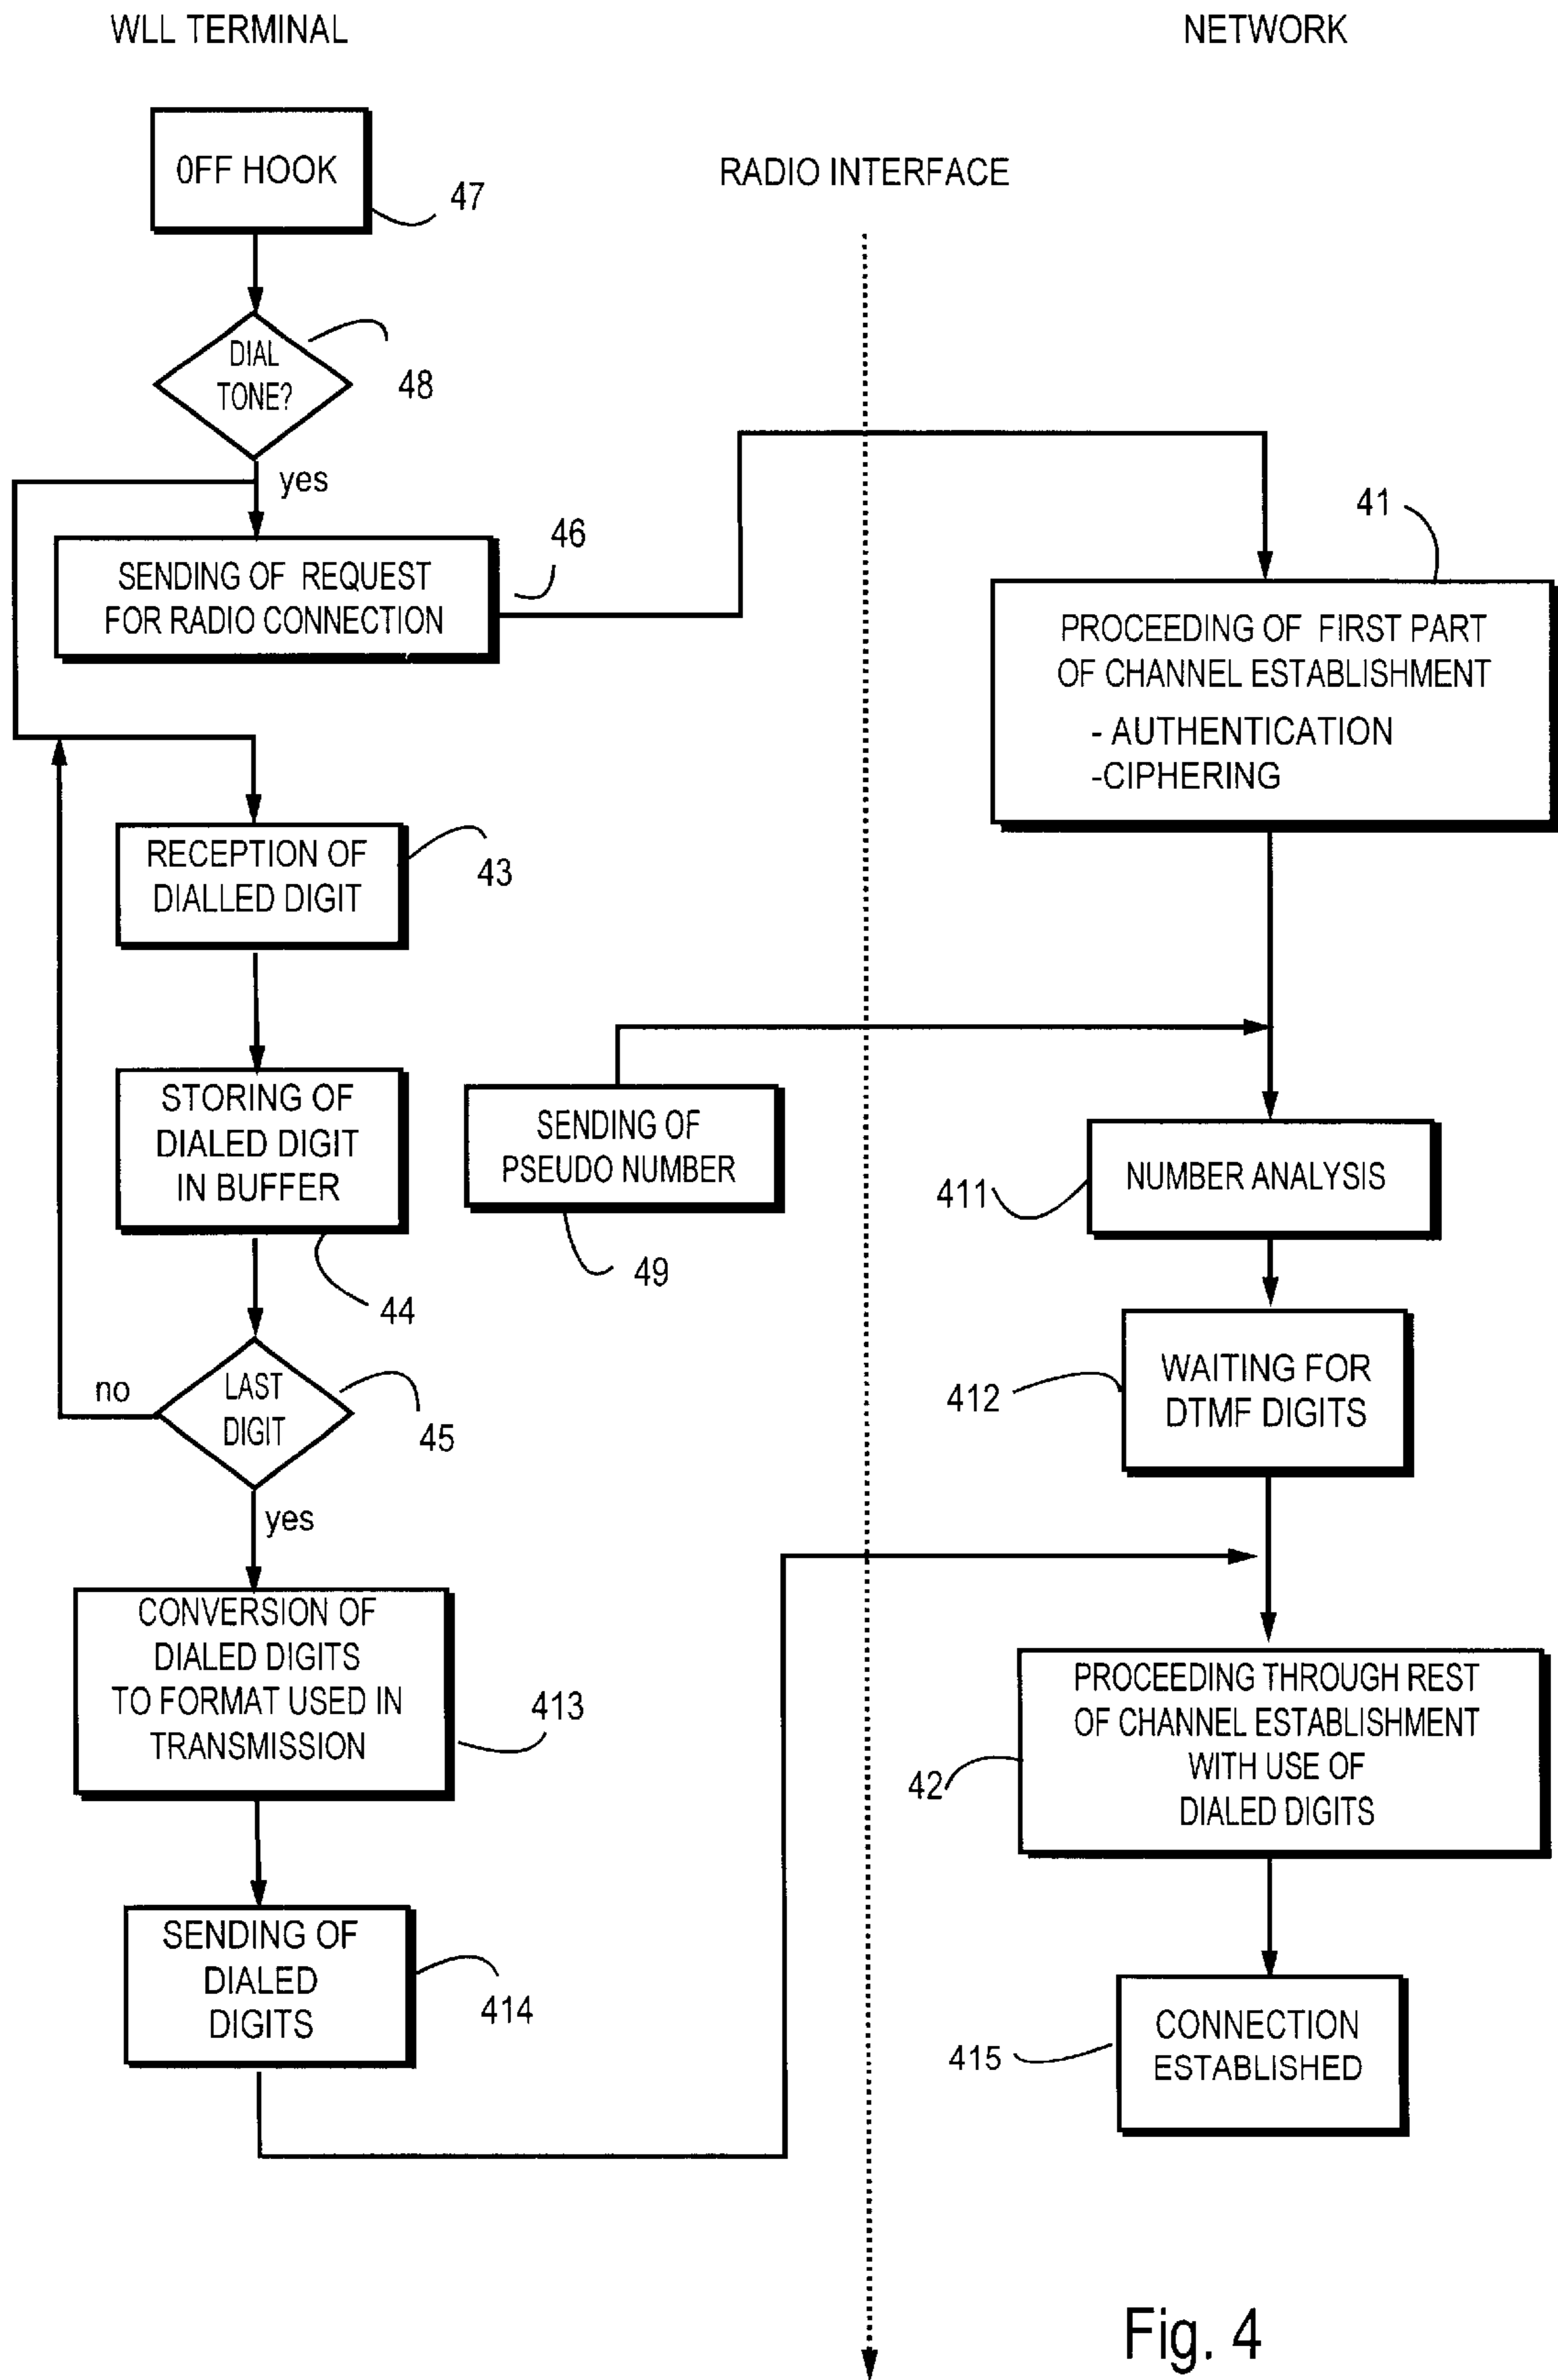 WLL TERMINAL
NETWORK
OFF HOOK
47
RADIO INTERFACE
DIAL
TONE?
48
yes
SENDING OF REQUEST
FOR RADIO CONNECTION
46
41
PROCEEDING OF FIRST PART
OF CHANNEL ESTABLISHMENT
- AUTHENTICATION
-CIPHERING
RECEPTION OF
DIALLED DIGIT
43
STORING OF
DIALED DIGIT
IN BUFFER
44
SENDING OF
PSEUDO NUMBER
49
NUMBER ANALYSIS
411
WAITING FOR
DTMF DIGITS
412
LAST
DIGIT
45
no
yes
CONVERSION OF
DIALED DIGITS
TO FORMAT USED IN
TRANSMISSION
413
PROCEEDING THROUGH REST
OF CHANNEL ESTABLISHMENT
WITH USE OF
DIALED DIGITS
42
SENDING OF
DIALED
DIGITS
414
CONNECTION
ESTABLISHED
415
Fig. 4